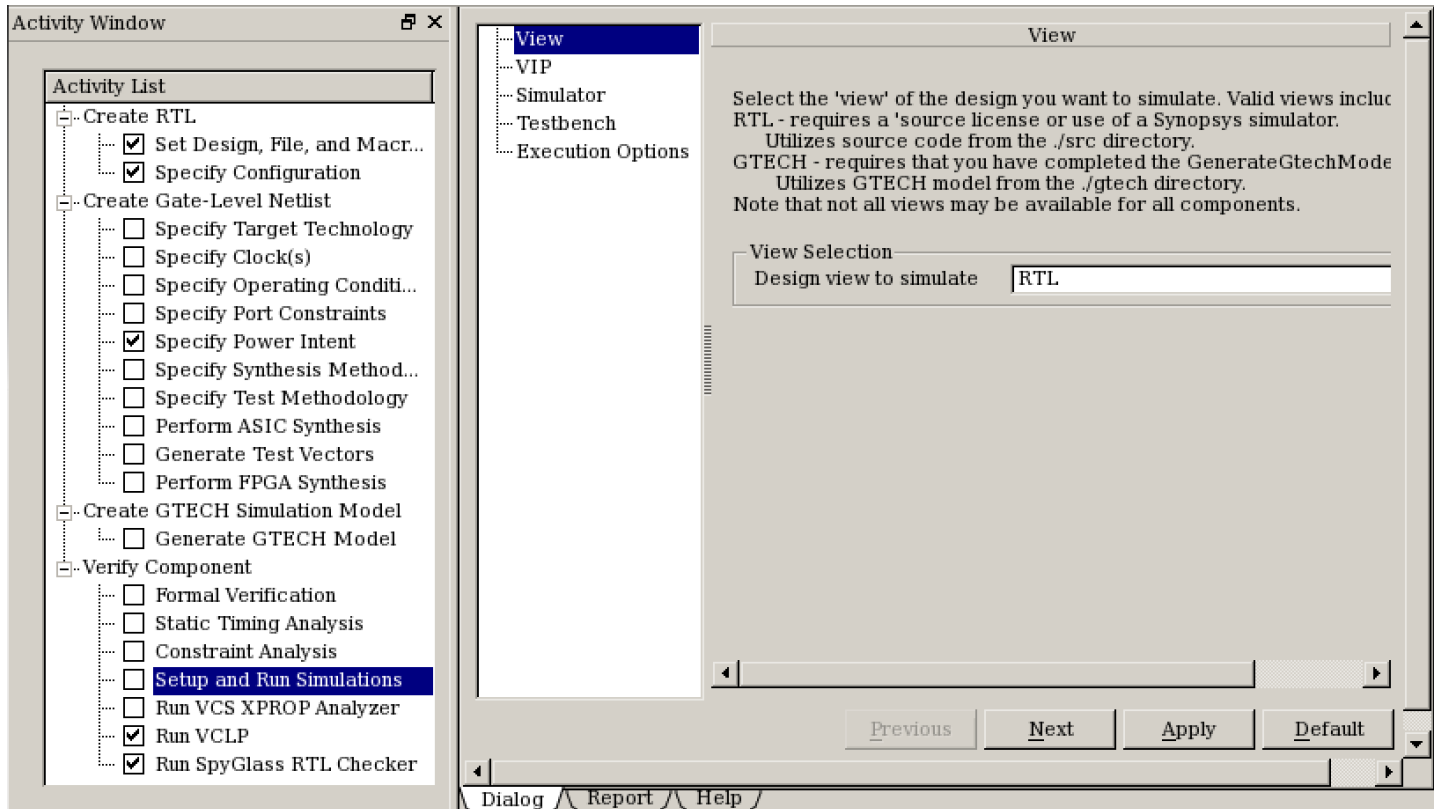 Activity Window
Activity List
Create RTL
Set Design, File, and Macr...
Specify Configuration
Create Gate-Level Netlist
Specify Target Technology
Specify Clock(s)
Specify Operating Conditi...
Specify Port Constraints
Specify Power Intent
Specify Synthesis Method...
Specify Test Methodology
Perform ASIC Synthesis
Generate Test Vectors
Perform FPGA Synthesis
Create GTECH Simulation Model
Generate GTECH Model
Verify Component
Formal Verification
Static Timing Analysis
Constraint Analysis
Setup and Run Simulations
Run VCS XPROP Analyzer
Run VCLP
Run SpyGlass RTL Checker
View
VIP
Simulator
Testbench
Execution Options
View
Select the 'view' of the design you want to simulate. Valid views includ
RTL - requires a 'source license or use of a Synopsys simulator.
Utilizes source code from the ./src directory.
GTECH - requires that you have completed the GenerateGtechMode
Utilizes GTECH model from the ./gtech directory.
Note that not all views may be available for all components.
View Selection
Design view to simulate RTL
Previous Next Apply Default
Dialog Report Help